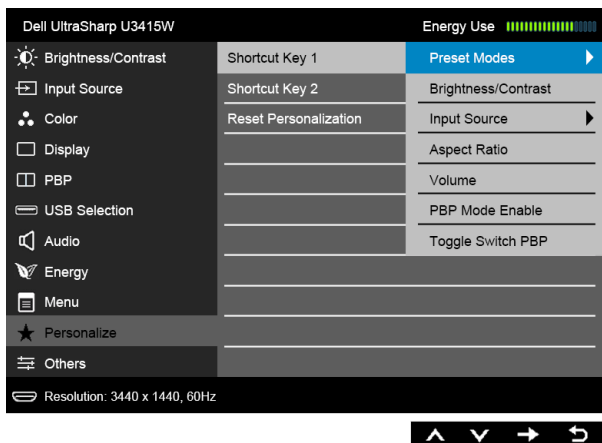 Dell UltraSharp U3415W
Energy Use
Brightness/Contrast
Shortcut Key 1
Preset Modes
Input Source
Shortcut Key 2
Brightness/Contrast
Color
Reset Personalization
Input Source
Display
Aspect Ratio
PBP
Volume
USB Selection
PBP Mode Enable
Audio
Toggle Switch PBP
Energy
Menu
Personalize
Others
Resolution: 3440 x 1440, 60Hz